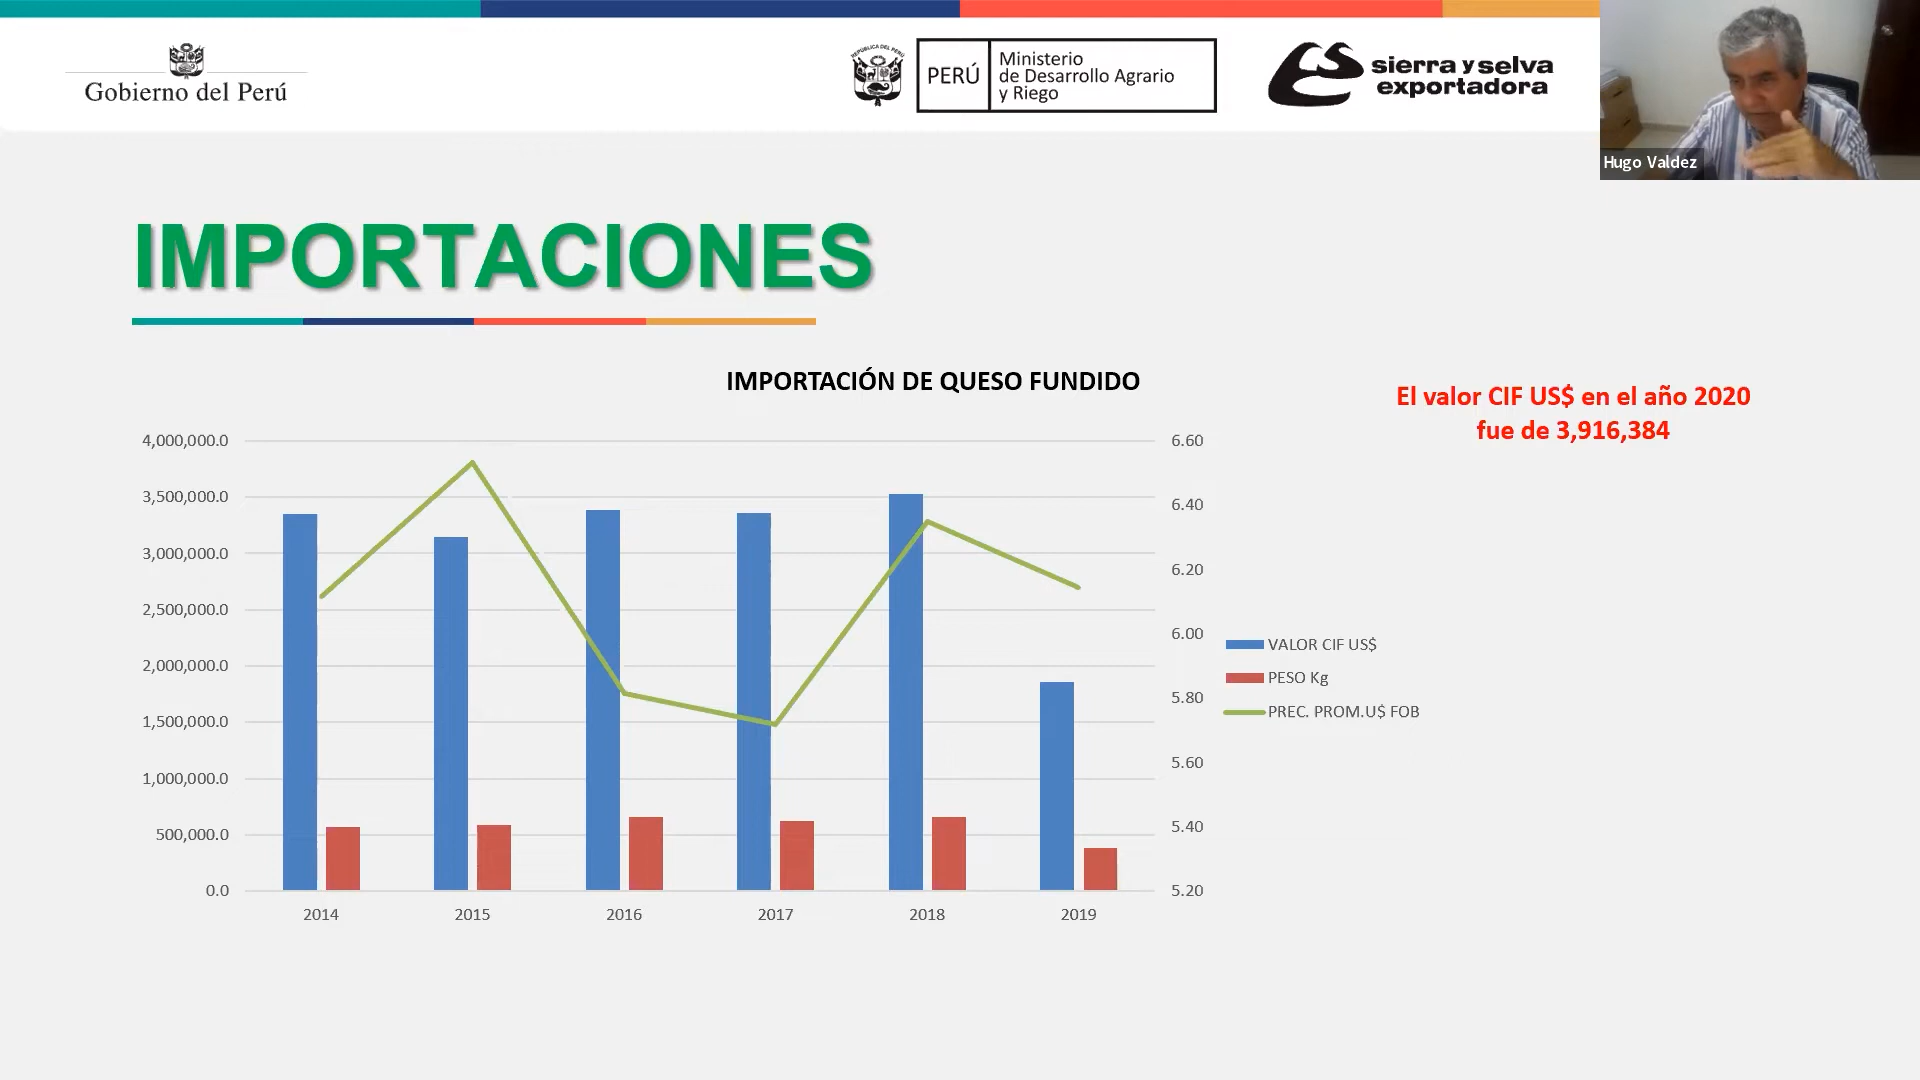 Gobierno del Perú
REPÚBLICA DEL PERÚ
PERÚ
Ministerio
de Desarrollo Agrario
y Riego
sierra y selva
exportadora
Hugo Valdez
IMPORTACIONES
IMPORTACIÓN DE QUESO FUNDIDO
El valor CIF US$ en el año 2020
fue de 3,916,384
4,000,000.0
3,500,000.0
3,000,000.0
2,500,000.0
2,000,000.0
1,500,000.0
1,000,000.0
500,000.0
0.0
6.60
6.40
6.20
6.00
5.80
5.60
5.40
5.20
2014 2015 2016 2017 2018 2019
VALOR CIF US$
PESO Kg
PREC. PROM.U$ FOB